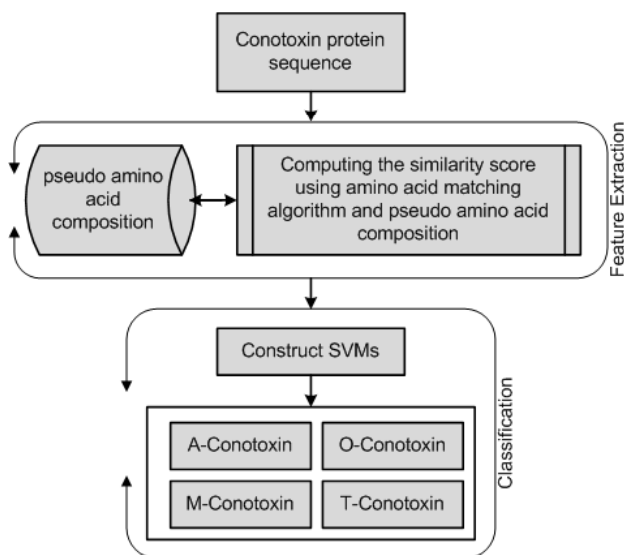 Conotoxin protein
sequence
pseudo amino
acid
composition
Computing the similarity score
using amino acid matching
algorithm and pseudo amino acid
composition
Feature Extraction
Construct SVMs
A-Conotoxin
O-Conotoxin
M-Conotoxin
T-Conotoxin
Classification